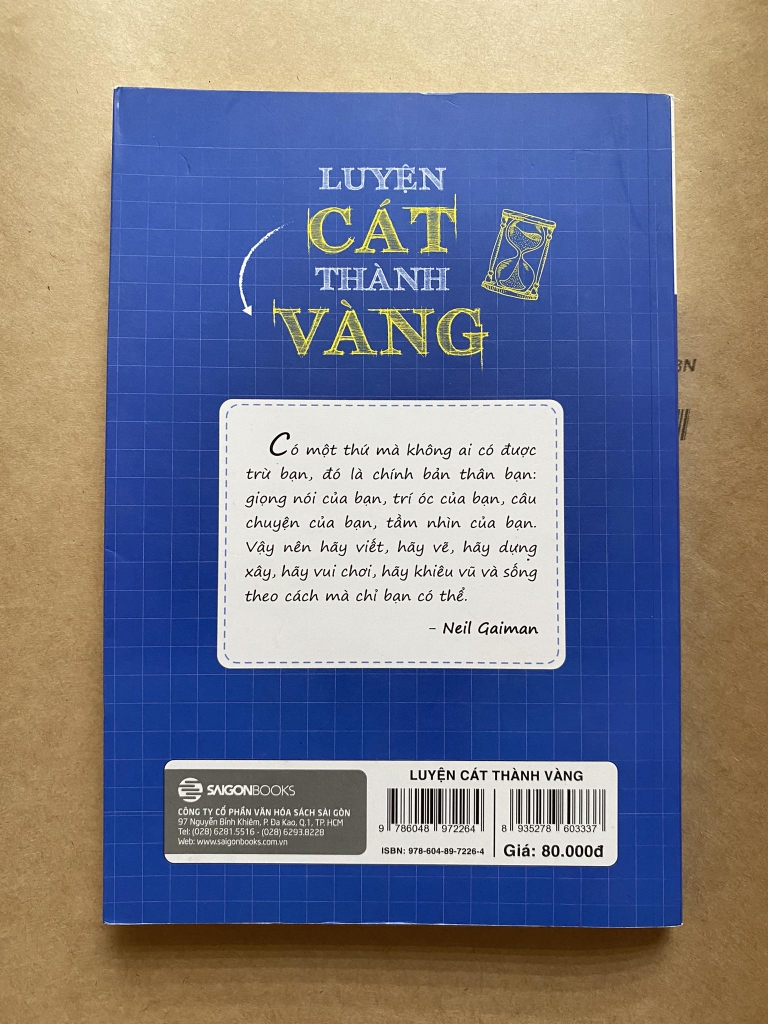 LUYỆN
CÁT
THÀNH
VÀNG
Có một thứ mà không ai có được
trừ bạn, đó là chính bản thân bạn:
giọng nói của bạn, trí óc của bạn, câu
chuyện của bạn, tầm nhìn của bạn.
Vậy nên hãy viết, hãy vẽ, hãy dựng
xây, hãy vui chơi, hãy khiêu vũ và sống
theo cách mà chỉ bạn có thể.
- Neil Gaiman
SAIGONBOOKS
CÔNG TY CỔ PHẦN VĂN HÓA SÁCH SÀI GÒN
97 Nguyễn Bỉnh Khiêm, P. Đa Kao, Q.1, TP. HCM
Tel: (028) 6281.5516 - (028) 6293.8228
Web: www.saigonbooks.com.vn
LUYỆN CÁT THÀNH VÀNG
9 786048 972264
8 935278 603337
ISBN: 978-604-89-7226-4
Giá: 80.000đ